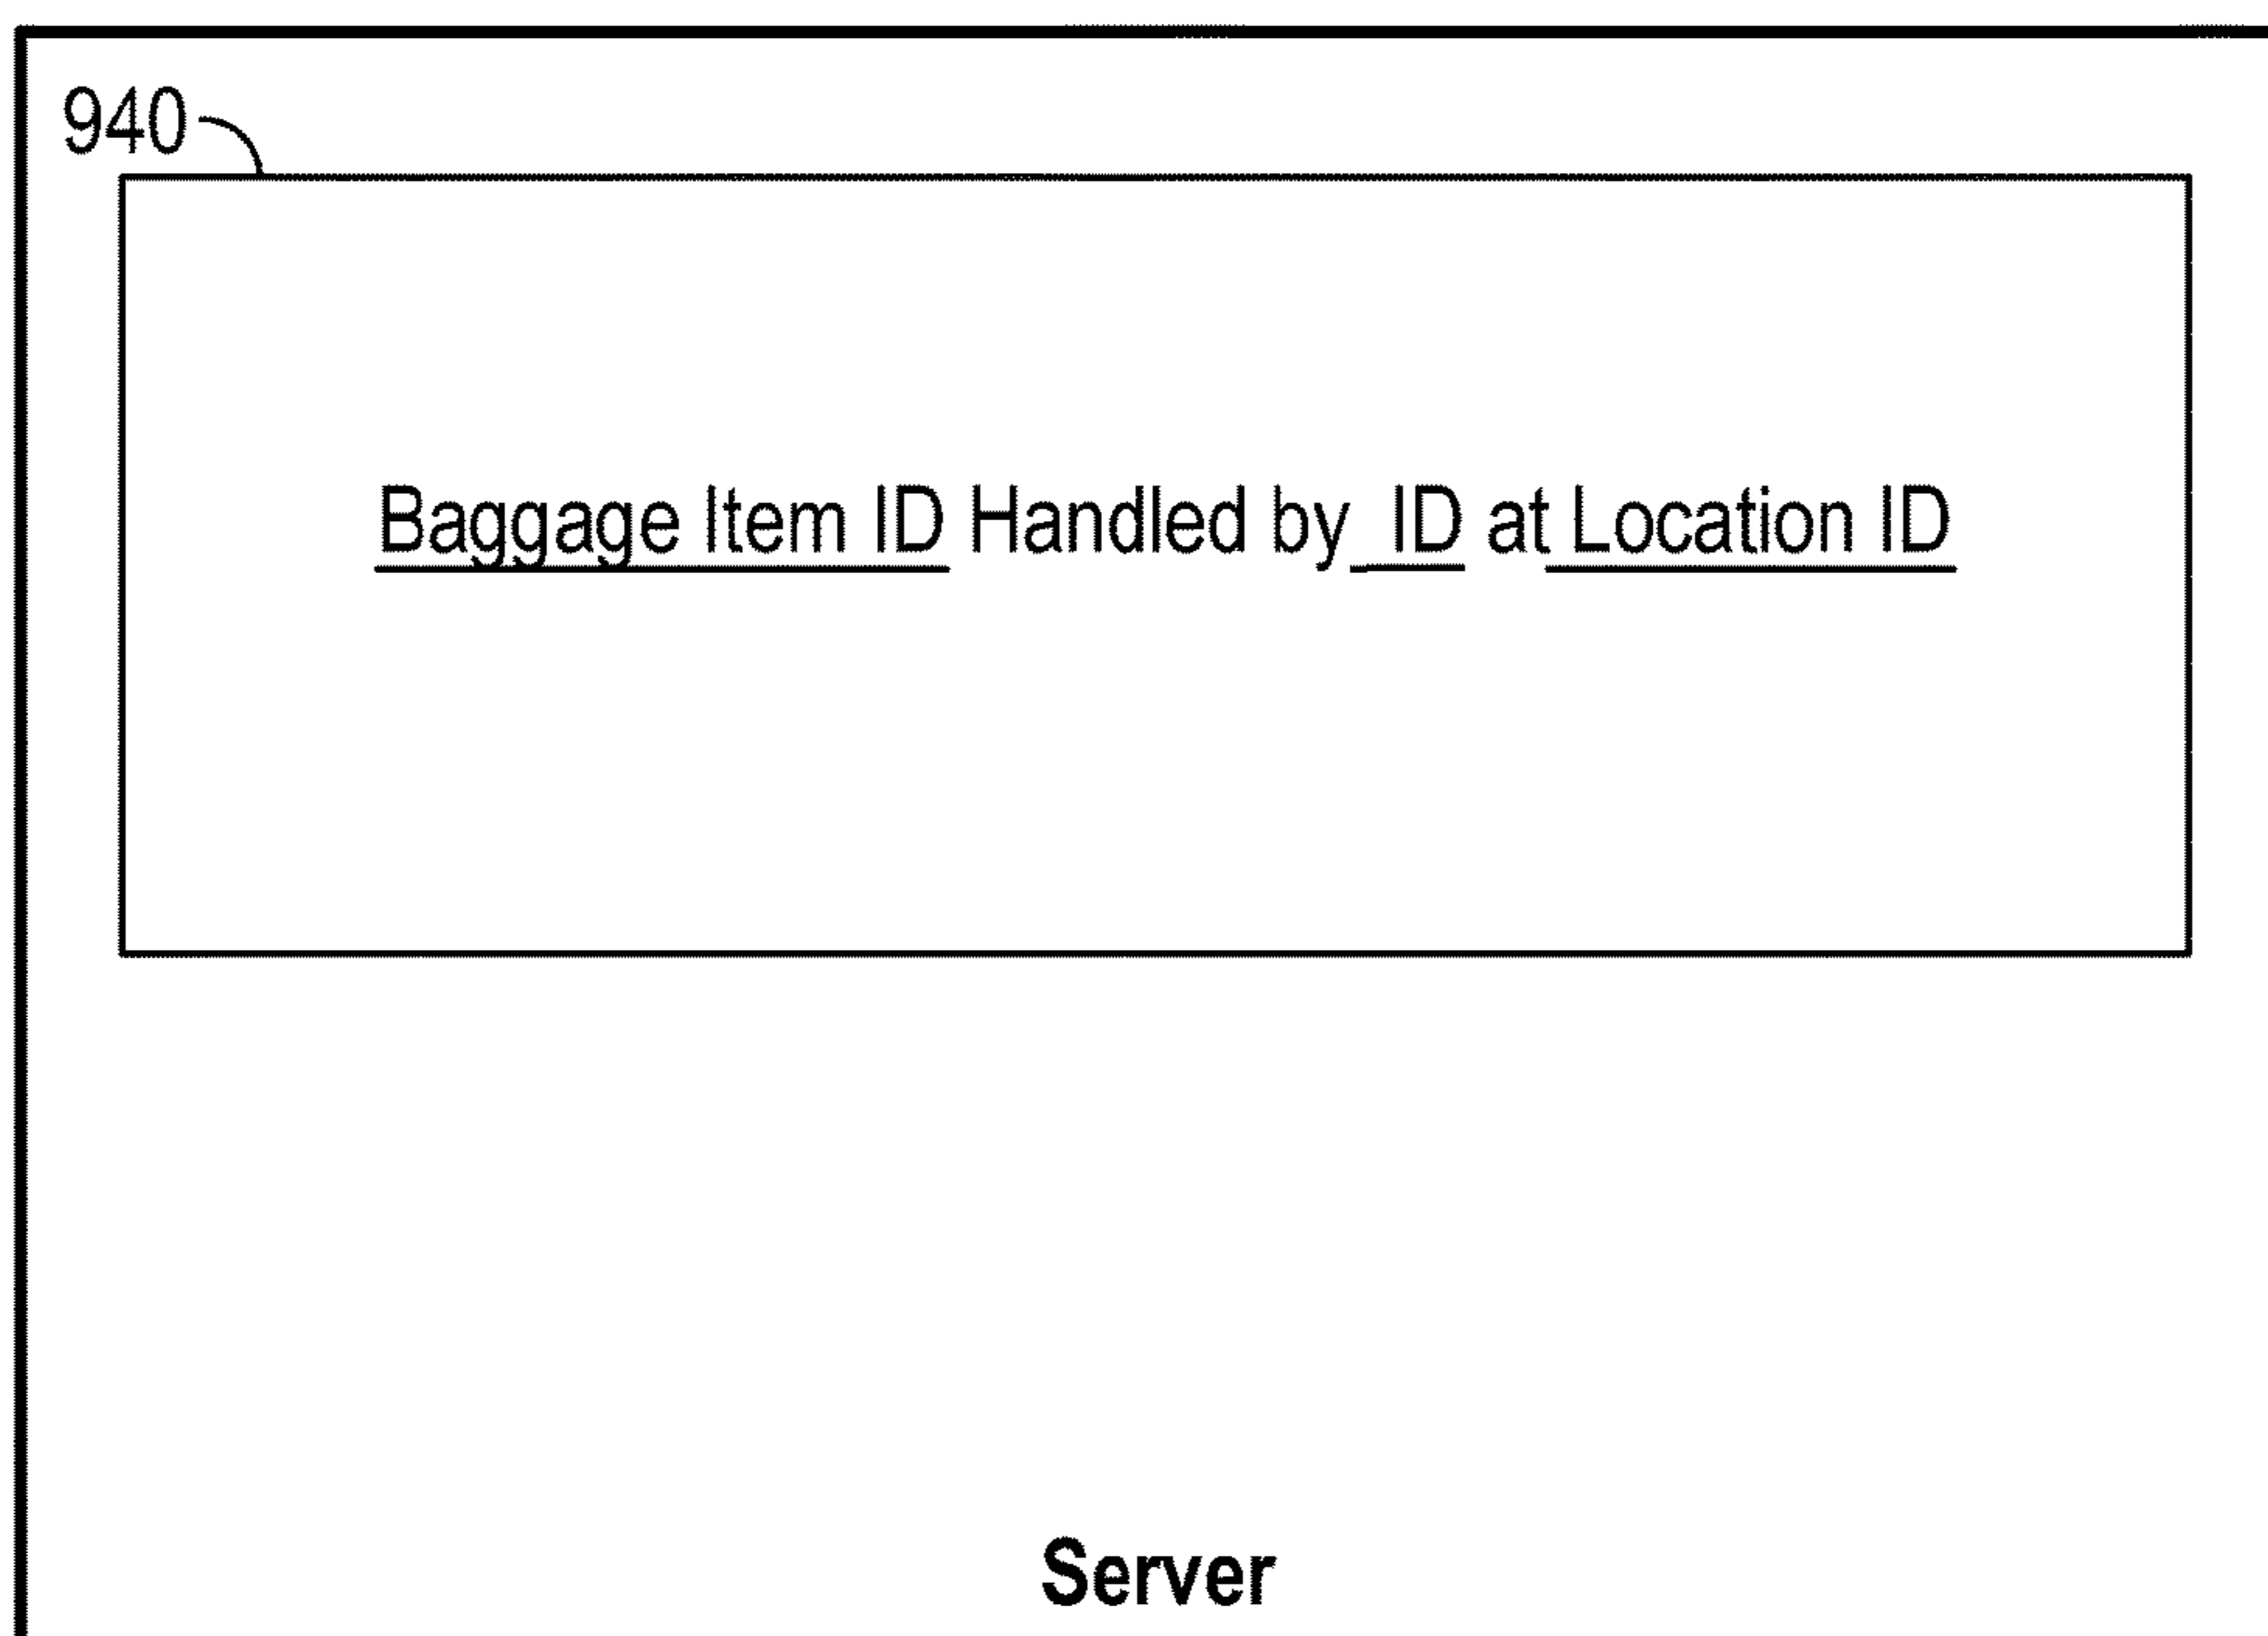 940
Baggage Item ID Handled by ID at Location ID
Server